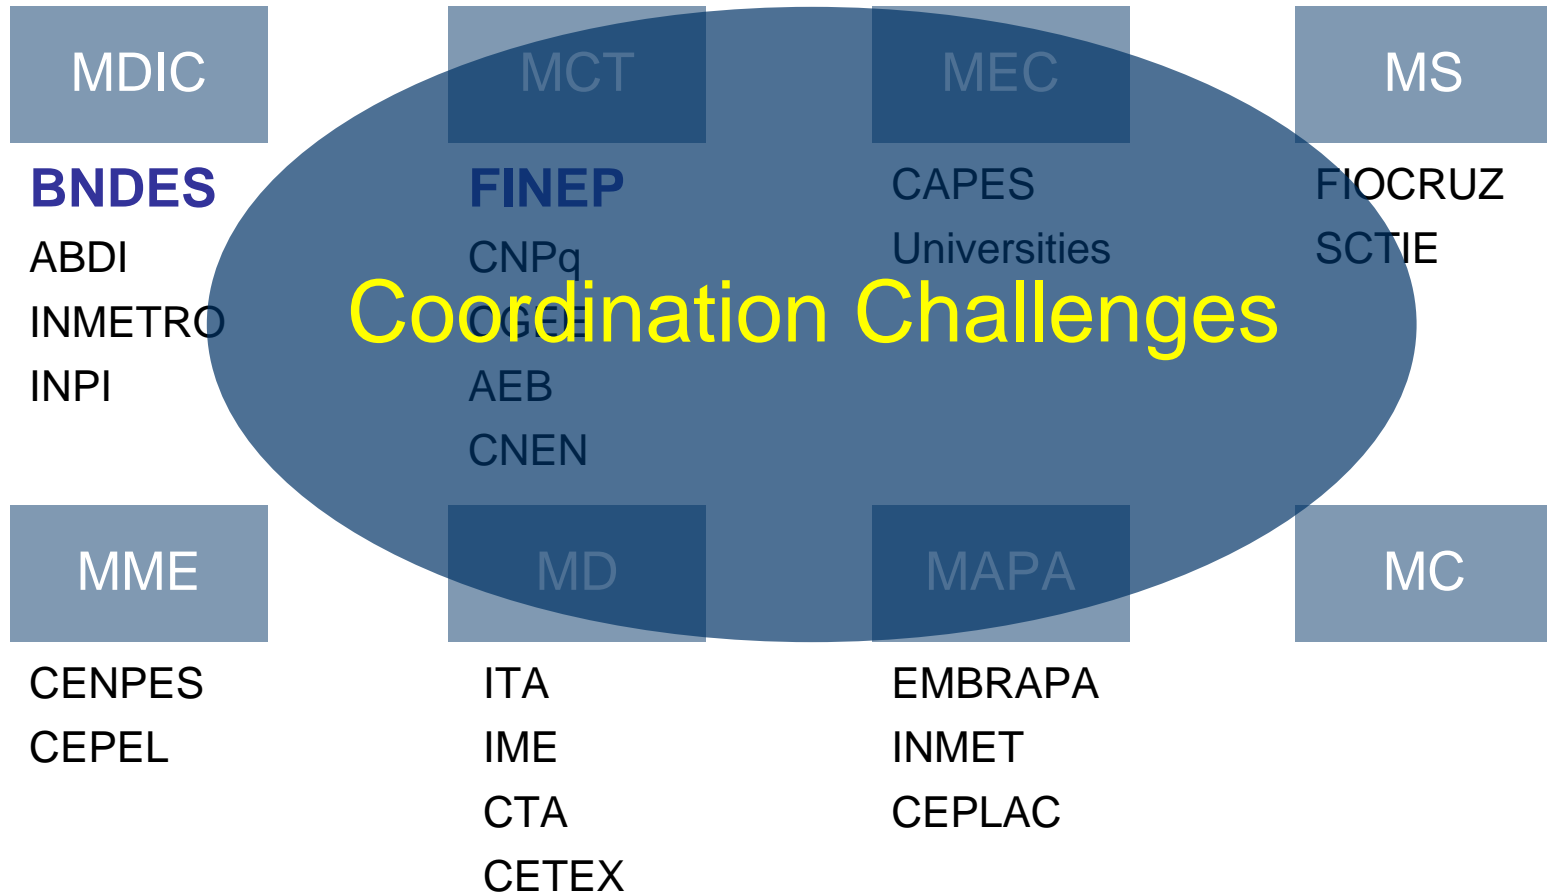 MDIC
BNDES
ABDI
INMETRO
INPI
MCT
FINEP
CNPq
CGEE
AEB
CNEN
MEC
CAPES
Universities
MS
FIOCRUZ
SCTIE
Coordination Challenges
MME
CENPES
CEPEL
MD
ITA
IME
CTA
CETEX
MAPA
EMBRAPA
INMET
CEPLAC
MC